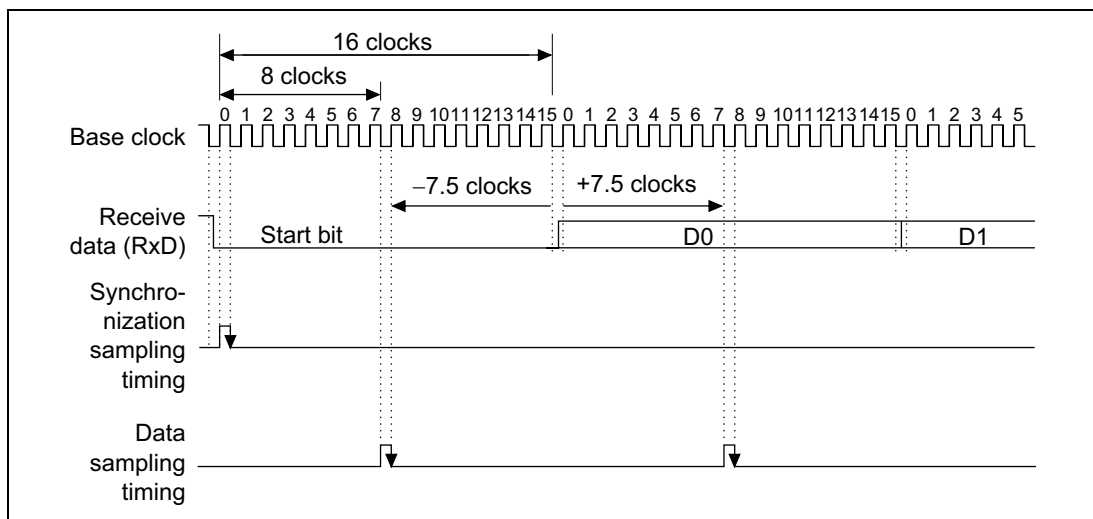 16 clocks
8 clocks
0 1 2 3 4 5 6 7 8 9 10 11 12 13 14 15 0 1 2 3 4 5 6 7 8 9 10 11 12 13 14 15 0 1 2 3 4 5
Base clock
–7.5 clocks +7.5 clocks
Receive
data (RxD)
Start bit D0 D1
Synchro-
nization
sampling
timing
Data
sampling
timing